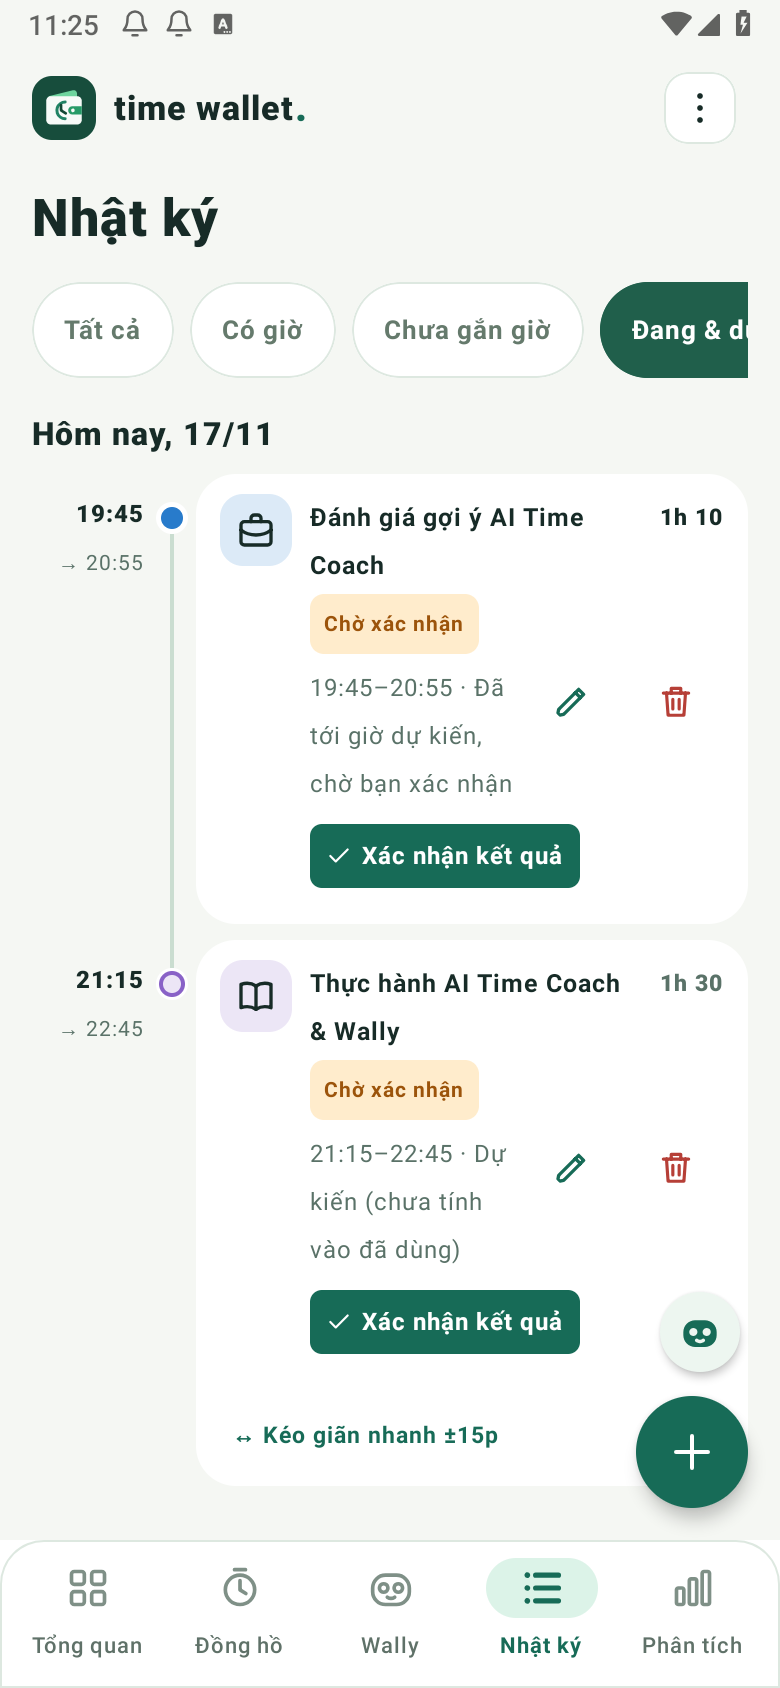 11:25
time wallet.
Nhật ký
Tất cả
Có giờ
Chưa gắn giờ
Đang &
Hôm nay, 17/11
19:45
→ 20:55
Đánh giá gợi ý AI Time
Coach
1h 10
Chờ xác nhận
19:45–20:55 · Đã
tới giờ dự kiến,
chờ bạn xác nhận
Xác nhận kết quả
21:15
→ 22:45
Thực hành AI Time Coach
& Wally
1h 30
Chờ xác nhận
21:15–22:45 · Dự
kiến (chưa tính
vào đã dùng)
Xác nhận kết quả
↔ Kéo giãn nhanh ±15p
Tổng quan
Đồng hồ
Wally
Nhật ký
Phân tích